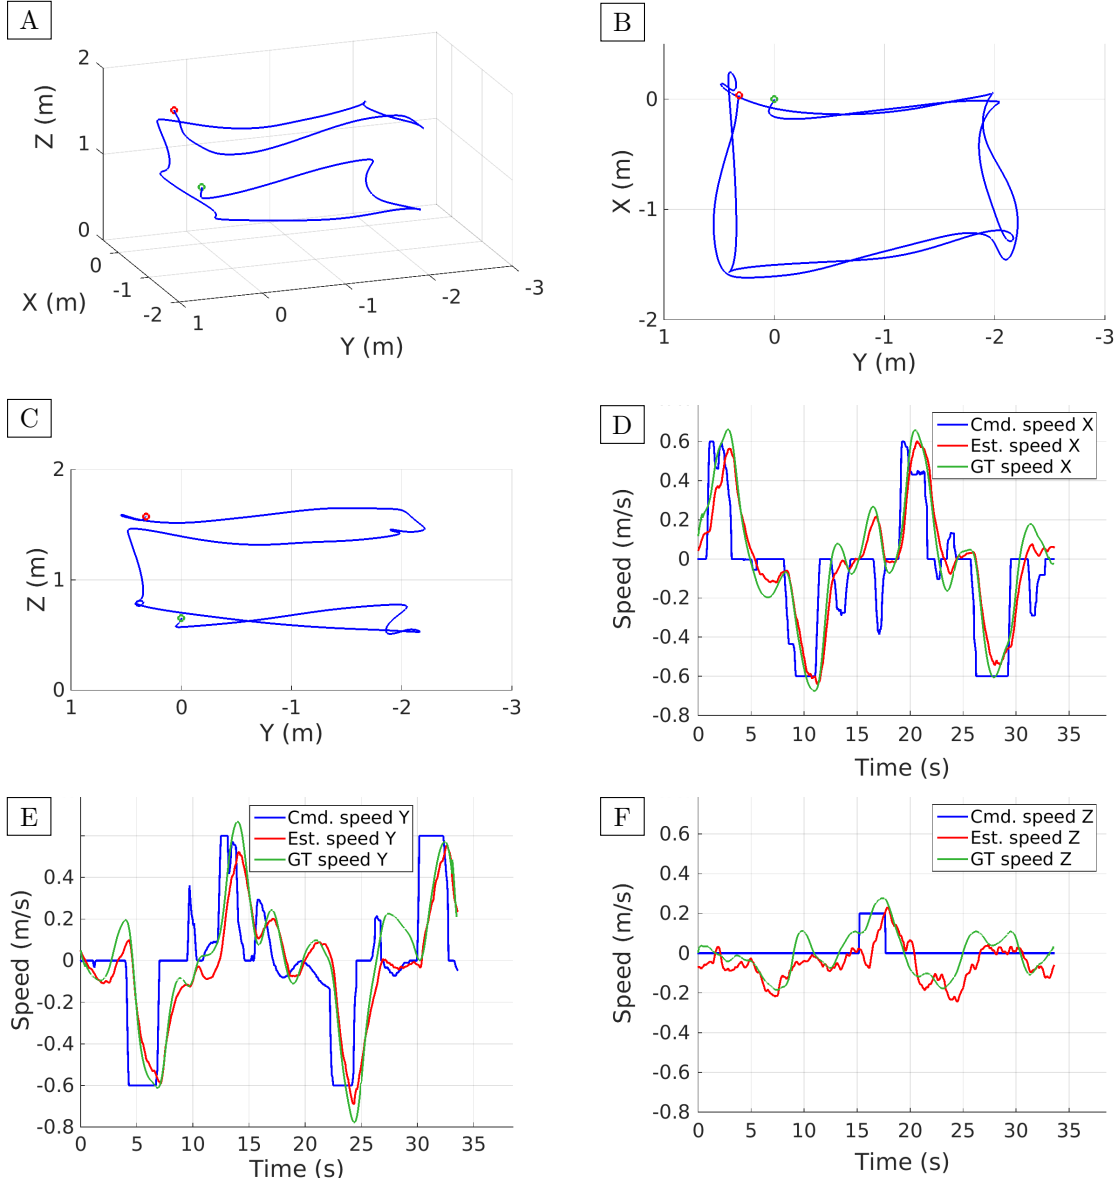 A
2
1
0
Z (m)
0
-1
-2
X (m)
1
0
-1
-2
-3
Y (m)
B
0
-1
-2
X (m)
1
0
-1
-2
-3
Y (m)
C
2
1
0
Z (m)
1
0
-1
-2
-3
Y (m)
D
Cmd. speed X
Est. speed X
GT speed X
0.6
0.4
0.2
0
-0.2
-0.4
-0.6
-0.8
Speed (m/s)
0 5 10 15 20 25 30 35
Time (s)
E
Cmd. speed Y
Est. speed Y
GT speed Y
0.4
0.2
0
-0.2
-0.4
-0.6
-0.8
Speed (m/s)
0 5 10 15 20 25 30 35
Time (s)
F
Cmd. speed Z
Est. speed Z
GT speed Z
0.6
0.4
0.2
0
-0.2
-0.4
-0.6
-0.8
Speed (m/s)
0 5 10 15 20 25 30 35
Time (s)